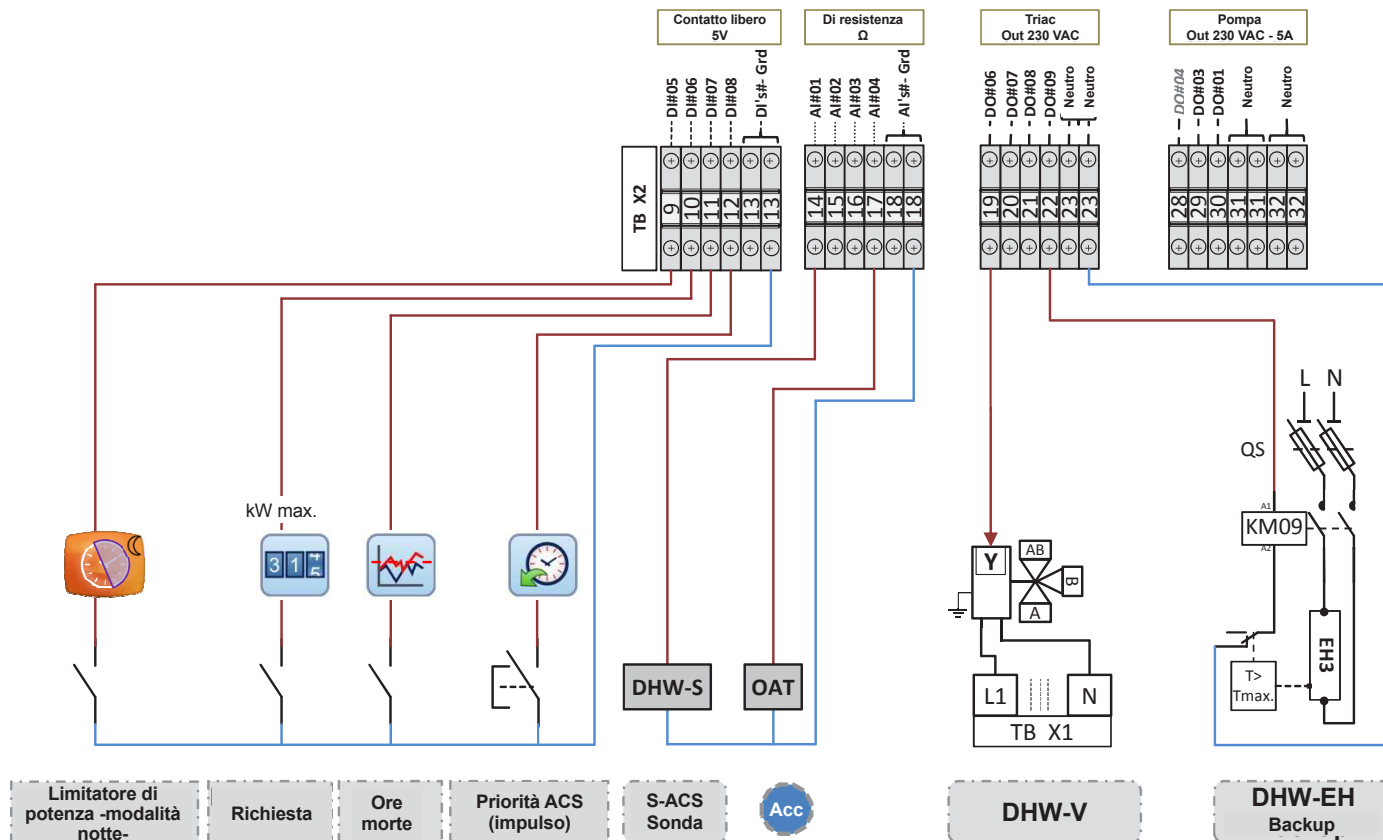 Contatto libero
5V
Di resistenza
Ω
Triac
Out 230 VAC
Pompa
Out 230 VAC - 5A
DI#05
DI#06
DI#07
DI#08
DI's#- Grd
AI#01
AI#02
AI#03
AI#04
AI's#- Grd
DO#06
DO#07
DO#08
DO#09
Neutro
Neutro
DO#04
DO#03
DO#01
Neutro
Neutro
TB X2
9
10
11
12
13
13
14
15
16
17
18
18
19
20
21
22
23
23
28
29
30
31
31
32
32
L N
QS
kW max.
A1
KM09
A2
3 1 4 5
Y
AB
B
A
EH3
T>
Tmax.
DHW-S
OAT
L1
N
TB X1
Limitatore di
potenza -modalità
notte-
Richiesta
Ore
morte
Priorità ACS
(impulso)
S-ACS
Sonda
Acc
DHW-V
DHW-EH
Backup